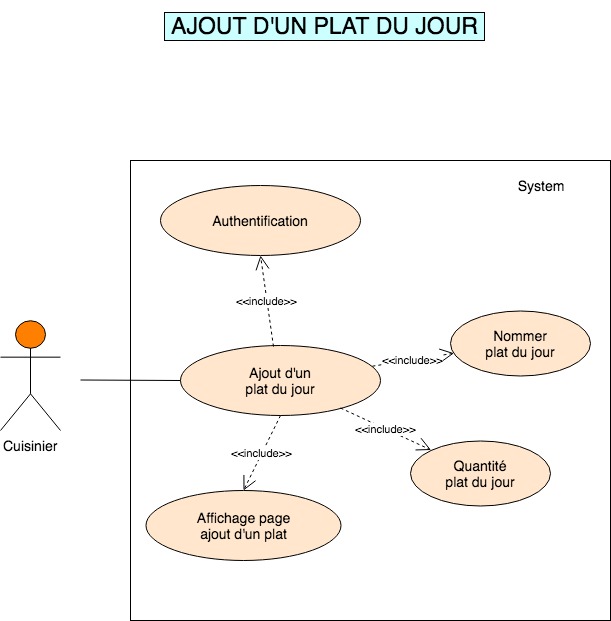 AJOUT D'UN PLAT DU JOUR
System
Authentification
<<include>>
Nommer
plat du jour
<<include>>
Ajout d'un
plat du jour
<<include>>
Cuisinier
<<include>>
Quantité
plat du jour
Affichage page
ajout d'un plat